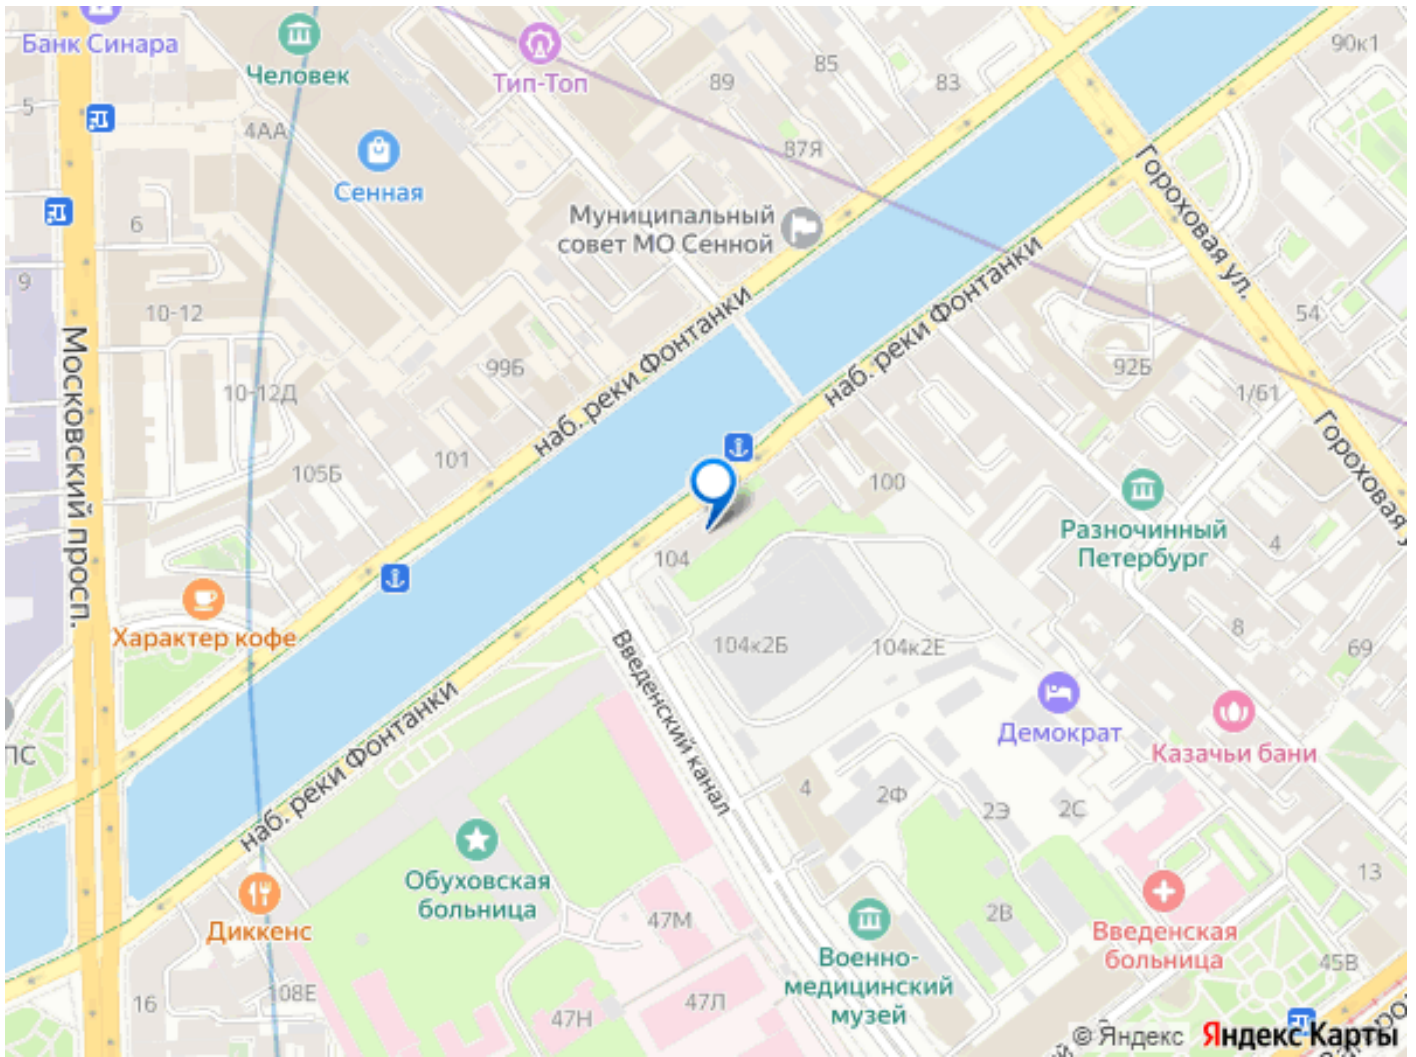 Банк Синара
Человек
Тип-Топ
89
85
83
90к1
5
4АА
Сенная
87Я
Гороховая ул.
6
Муниципальный
совет МО Сенной
9
10-12
наб. реки Фонтанки
наб. реки Фонтанки
54
99Б
92Б
Московский просп.
10-12Д
1/61
105Б
101
100
Гороховая у
Разночинный
Петербург
4
104
Характер кофе
Введенский канал
104к2Б
104к2Е
8
69
ПС
наб. реки Фонтанки
Демократ
Казачьи бани
4
2Ф
2Э
2С
Обуховская
больница
13
Диккенс
47М
2В
Введенская
больница
Военно-
медицинский
музей
45В
16
108Е
47Н
47Л
© Яндекс Яндекс Карты